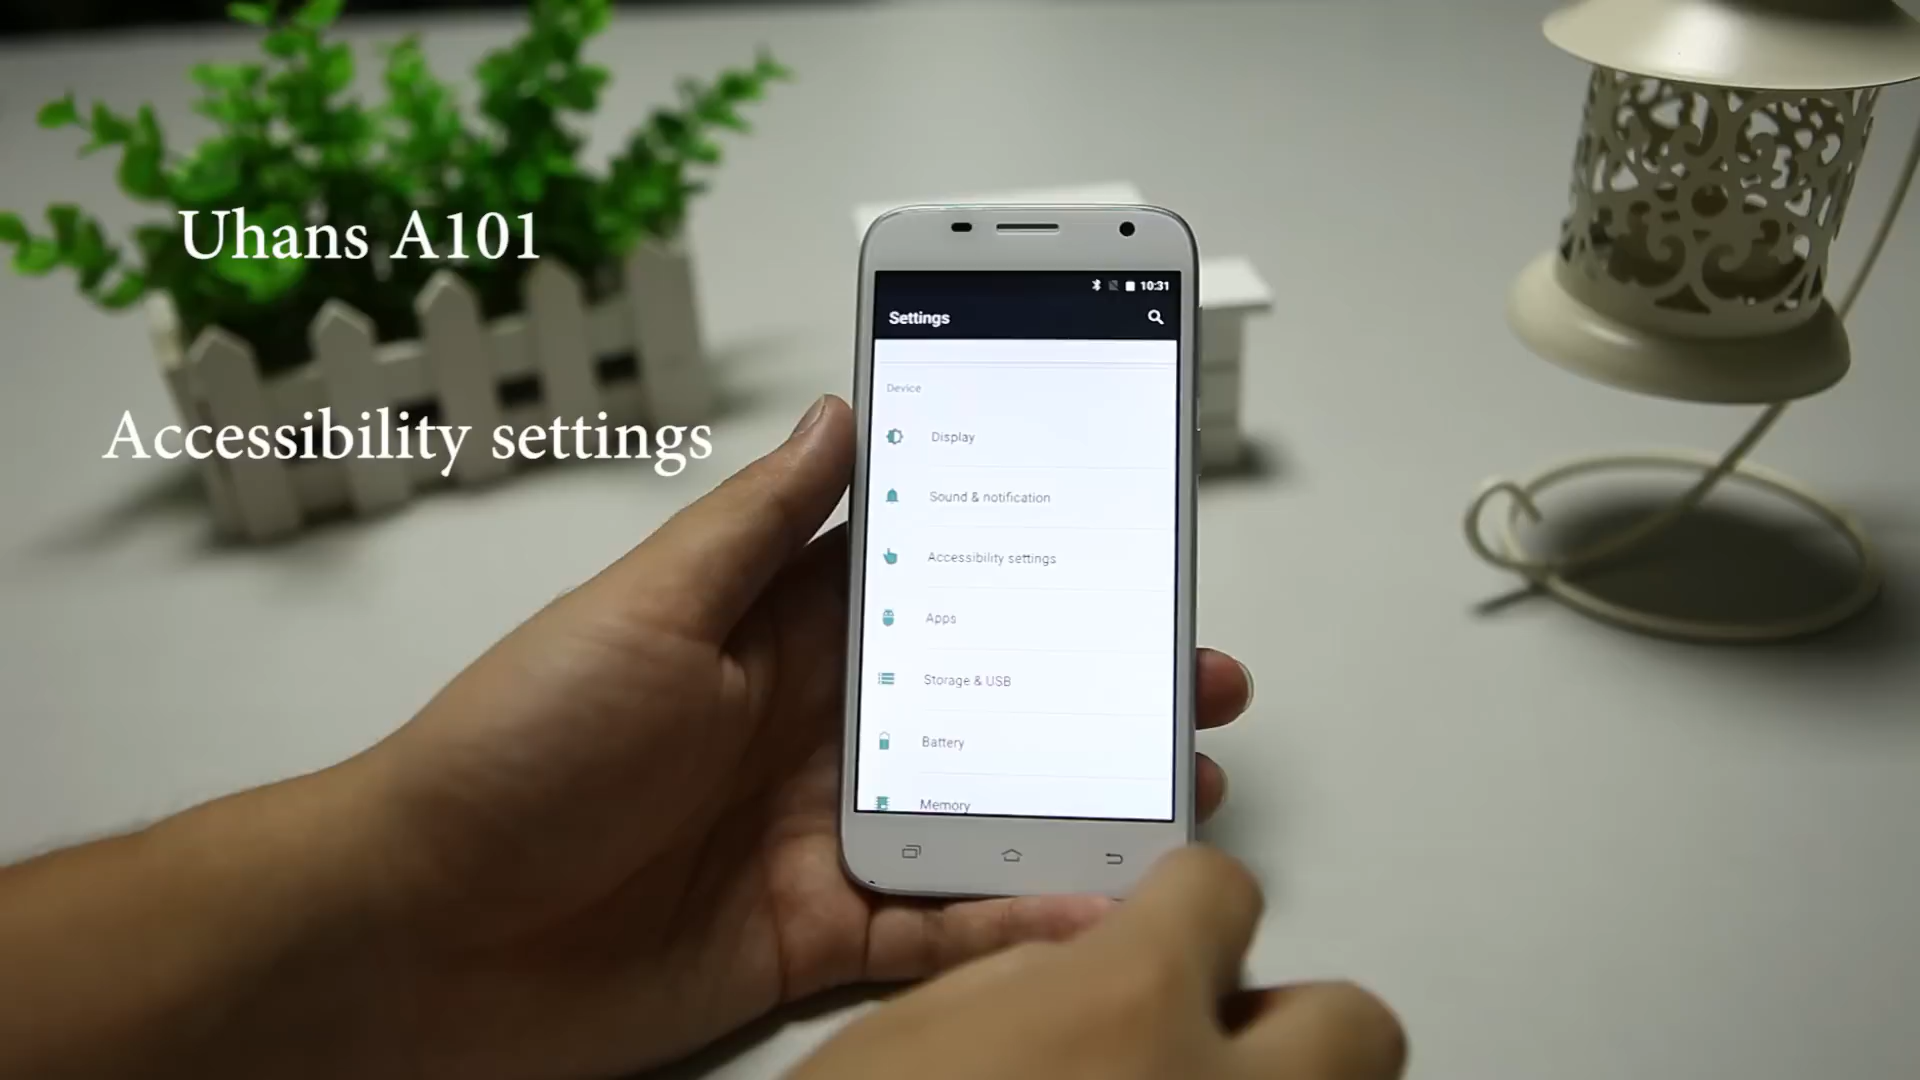 Uhans A101
Accessibility settings
10:31
Settings
Device
Display
Sound & notification
Accessibility settings
Apps
Storage & USB
Battery
Memory